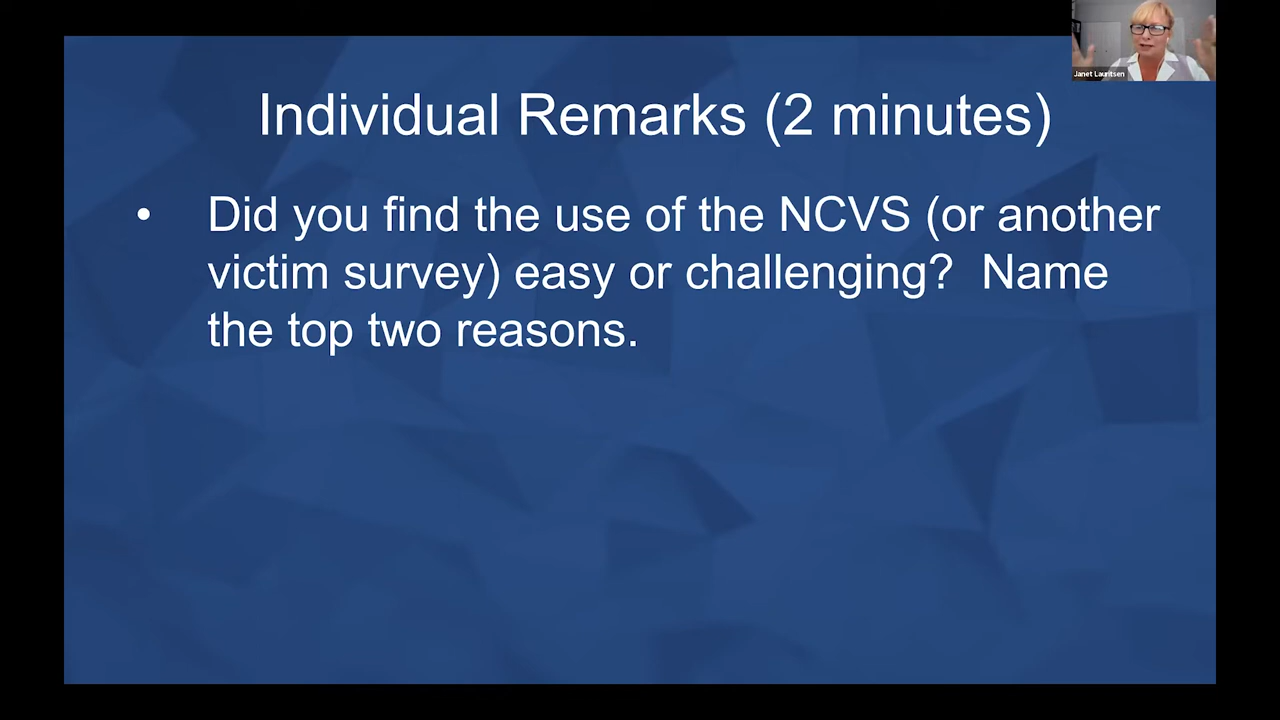 Janet Lauritsen
Individual Remarks (2 minutes)
• Did you find the use of the NCVS (or another
victim survey) easy or challenging?  Name
the top two reasons.